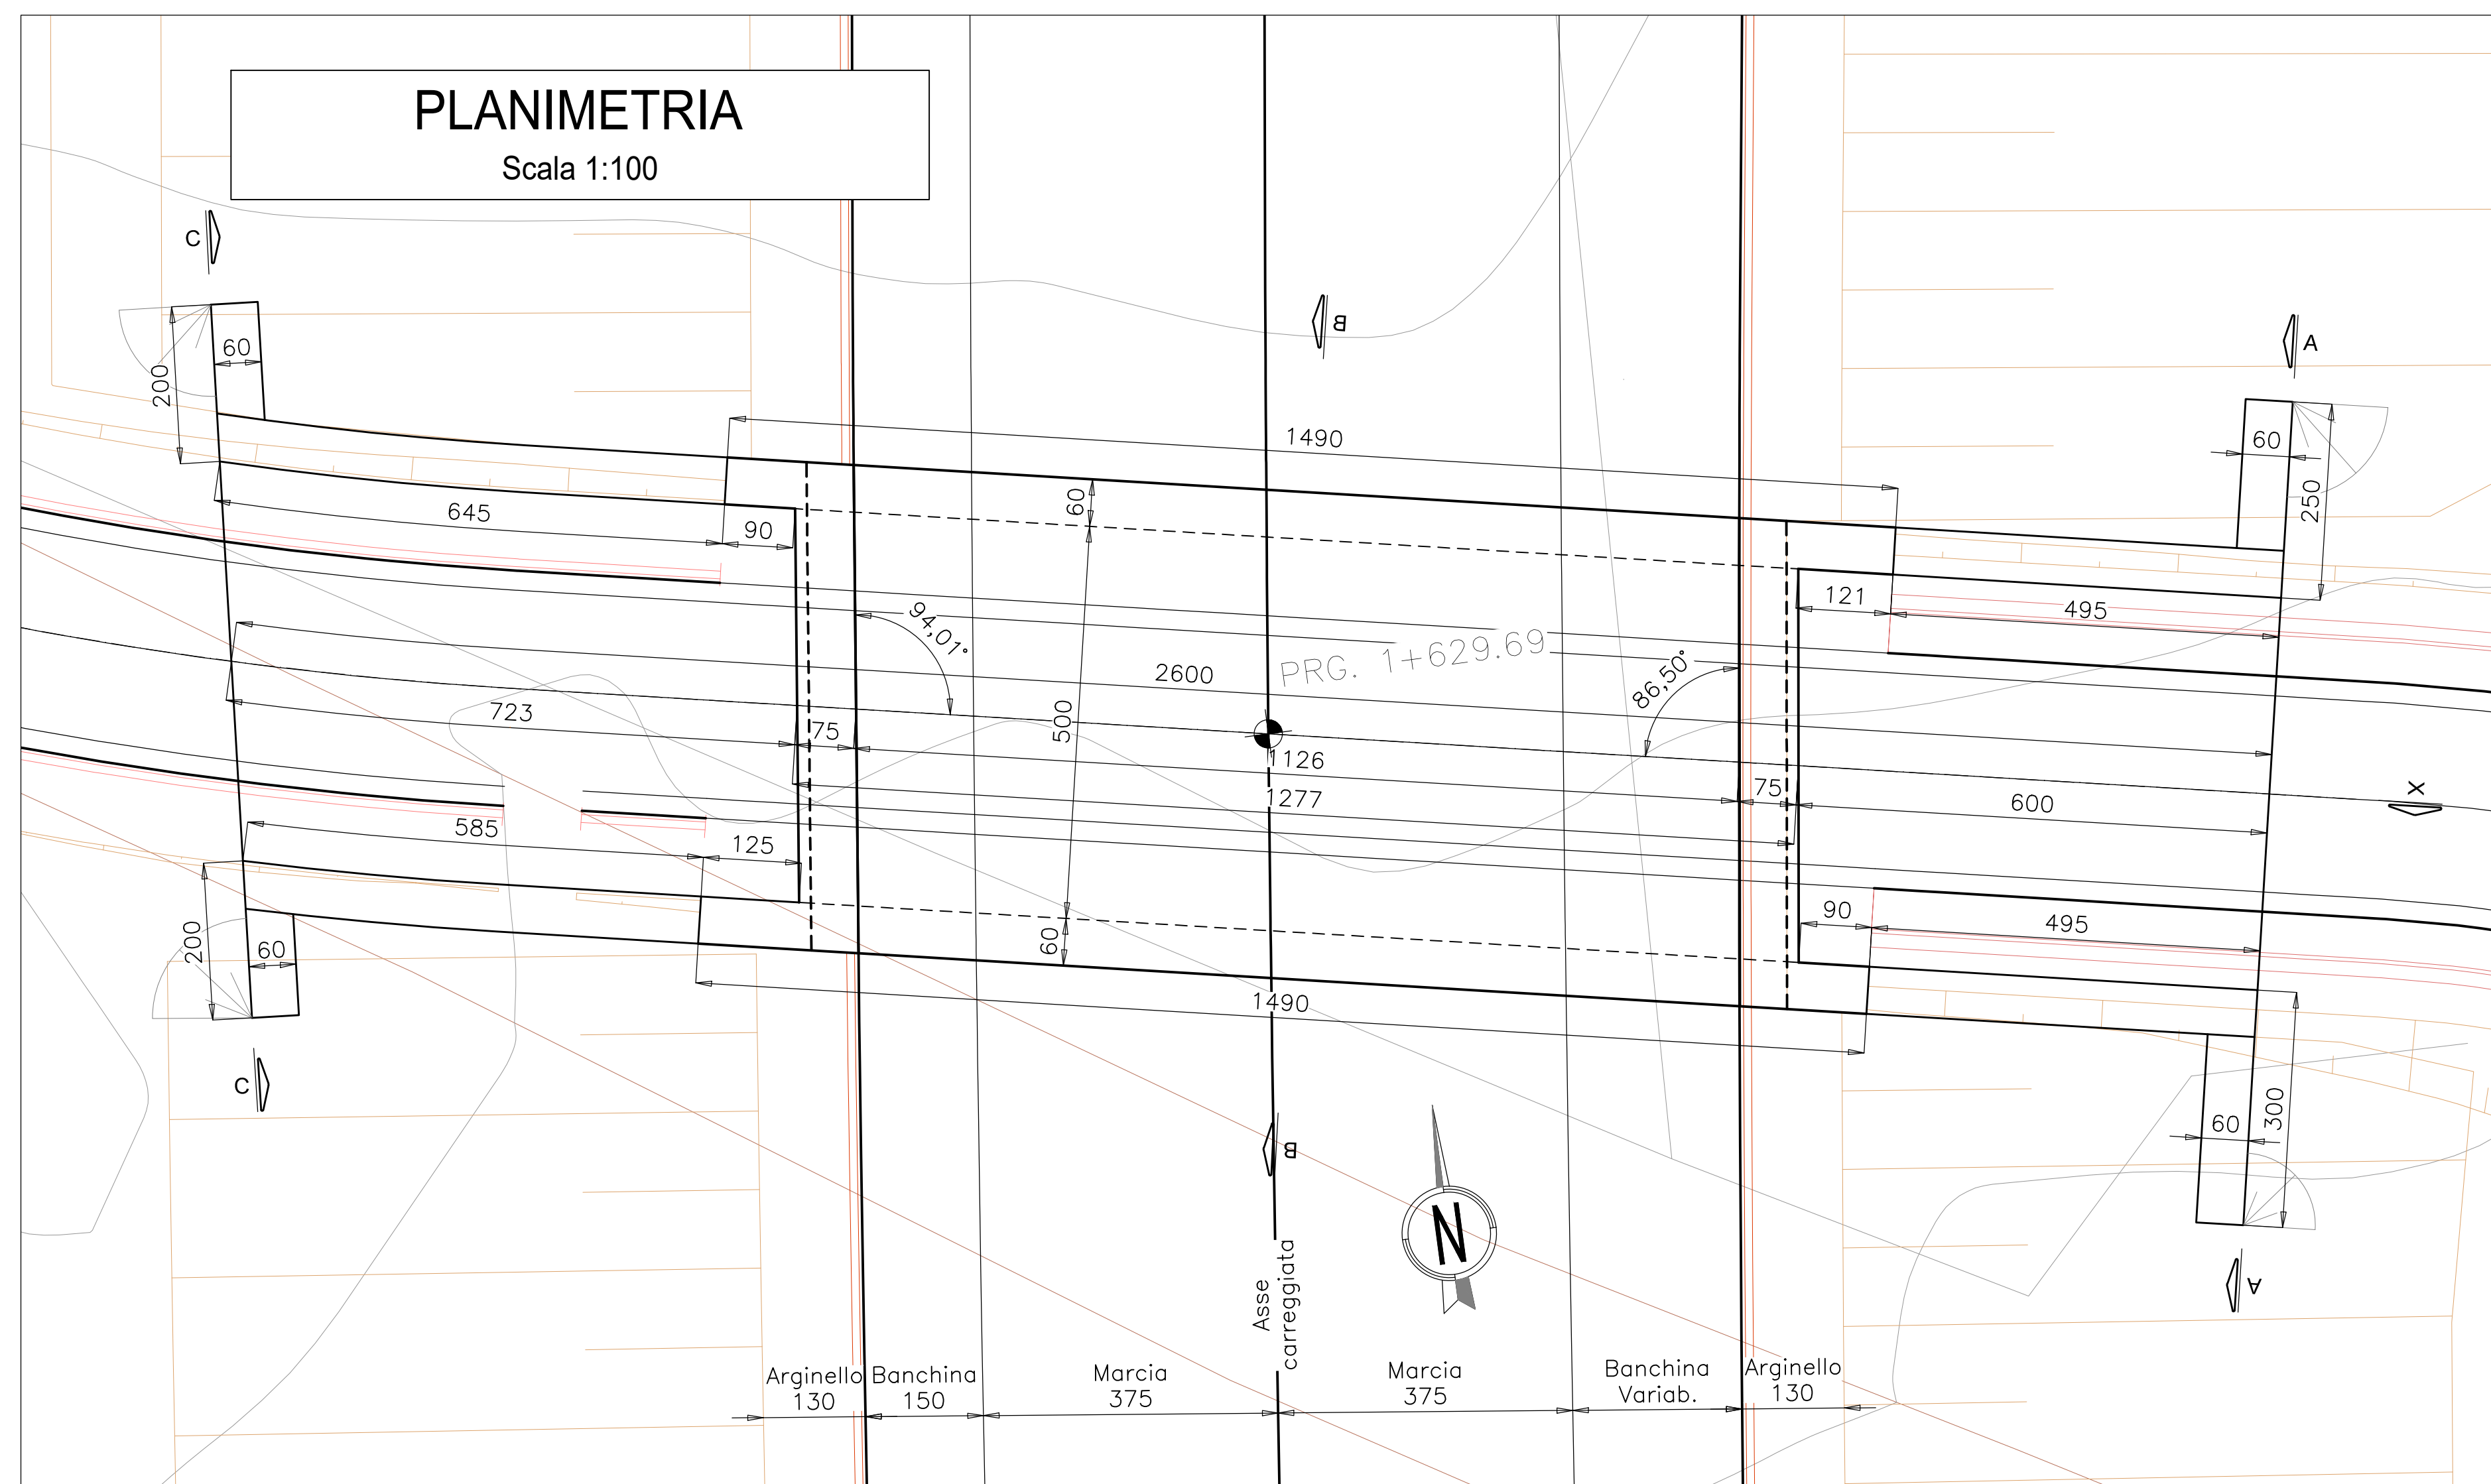 PLANIMETRIA
Scala 1:100
C
B
A
60
200
60
250
1490
60
645
90
121
495
94,01°
PRG. 1+629.69
86,50°
2600
723
75
500
1126
75
X
1277
600
585
125
90
495
200
60
60
1490
300
60
C
B
A
N
Asse
carreggiata
Arginello
130
Banchina
150
Marcia
375
Marcia
375
Banchina
Variab.
Arginello
130